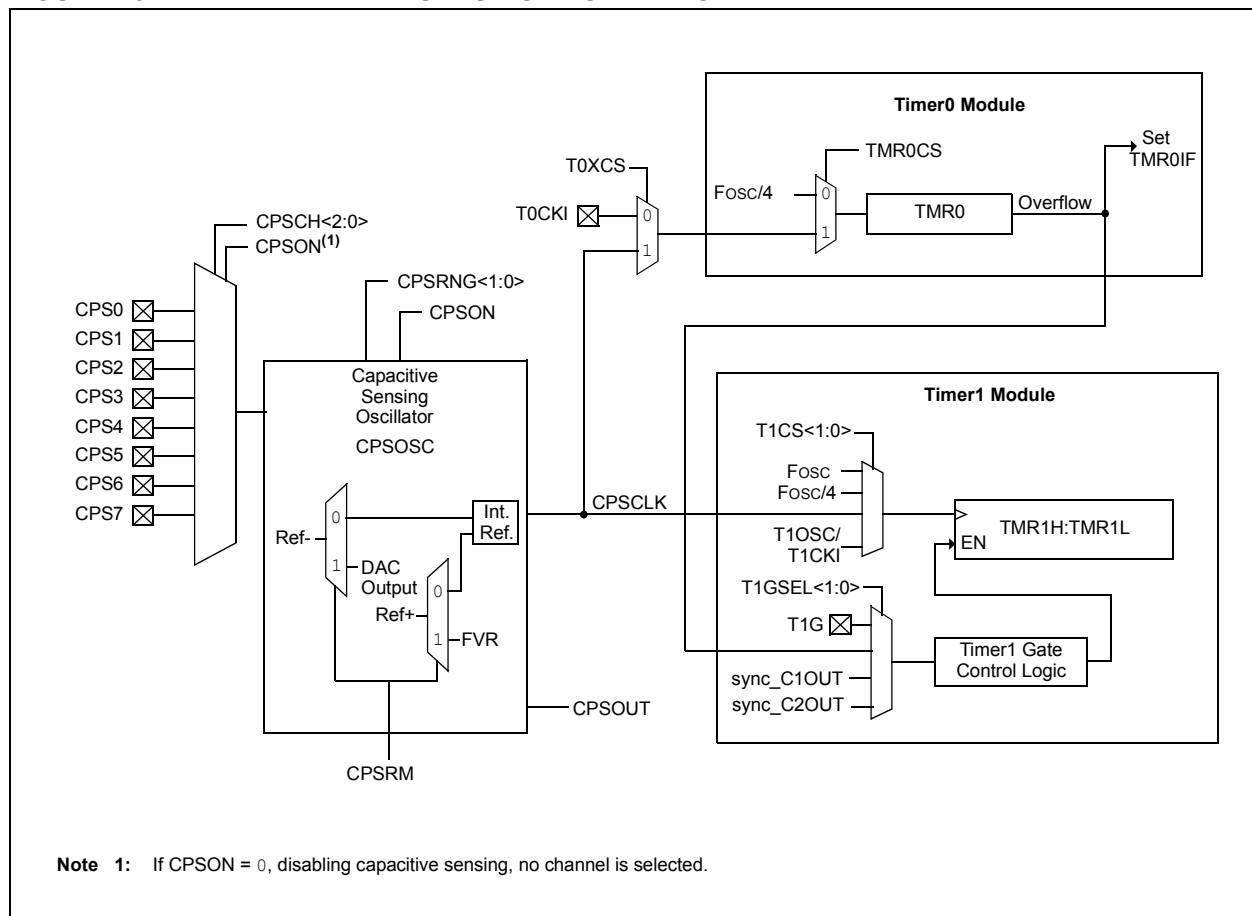 Timer0 Module
Set
TMR0IF
TMR0CS
T0XCS
FOSC/4
0
1
TMR0
Overflow
T0CKI
0
1
CPSCH<2:0>
CPSON(1)
CPSRNG<1:0>
CPSON
CPS0
CPS1
CPS2
CPS3
CPS4
CPS5
CPS6
CPS7
Capacitive
Sensing
Oscillator
CPSOSC
0
1
Ref-
DAC
Output
Int.
Ref.
0
1
Ref+
FVR
CPSCLK
CPSOUT
CPSRM
Timer1 Module
T1CS<1:0>
FOSC
FOSC/4
T1OSC/
T1CKI
EN
TMR1H:TMR1L
T1GSEL<1:0>
T1G
sync_C1OUT
sync_C2OUT
Timer1 Gate
Control Logic
Note 1: If CPSON = 0, disabling capacitive sensing, no channel is selected.